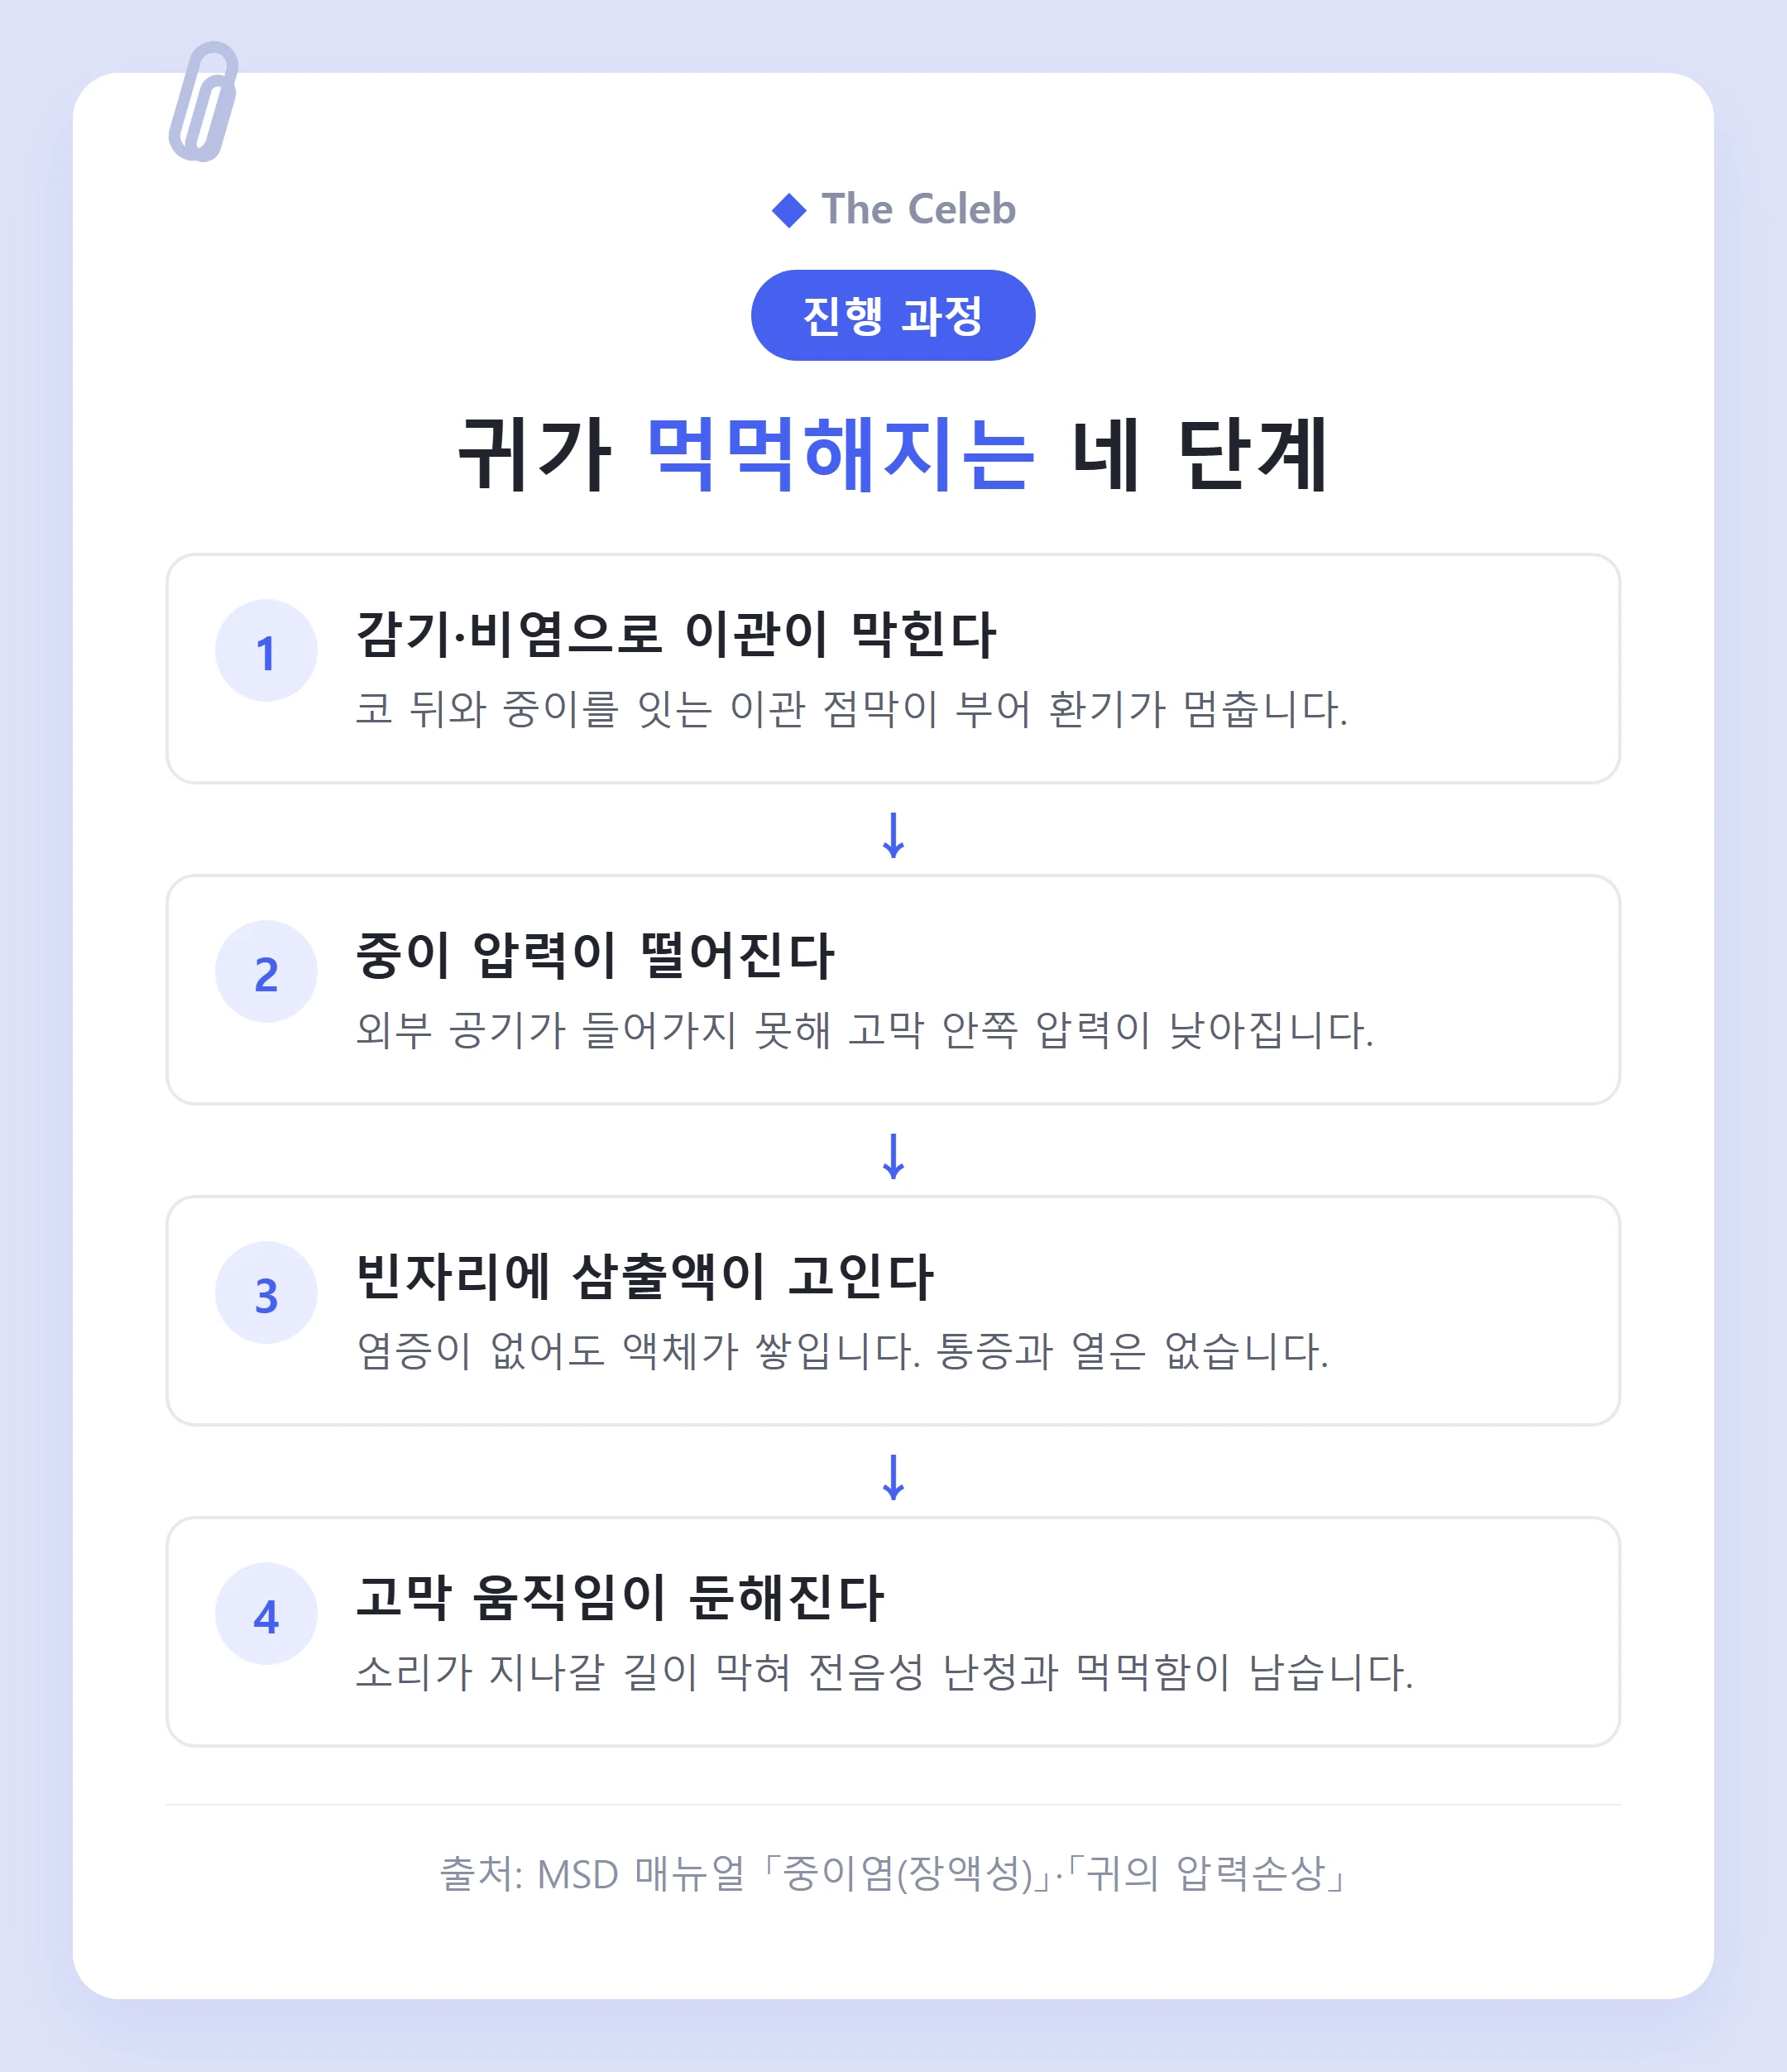 ◆ The Celeb
진행 과정
귀가 먹먹해지는 네 단계
1
감기·비염으로 이관이 막힌다
코 뒤와 중이를 잇는 이관 점막이 부어 환기가 멈춥니다.
↓
2
중이 압력이 떨어진다
외부 공기가 들어가지 못해 고막 안쪽 압력이 낮아집니다.
↓
3
빈자리에 삼출액이 고인다
염증이 없어도 액체가 쌓입니다. 통증과 열은 없습니다.
↓
4
고막 움직임이 둔해진다
소리가 지나갈 길이 막혀 전음성 난청과 먹먹함이 남습니다.
출처: MSD 매뉴얼 「중이염(장액성)」·「귀의 압력손상」